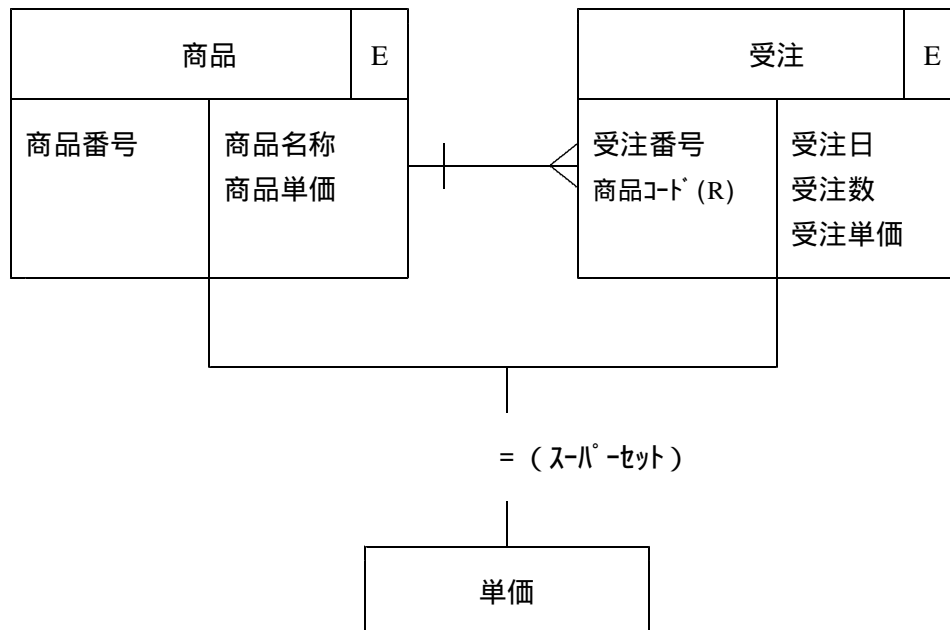 商品 E
商品番号
商品名称
商品単価
受注 E
受注番号
商品ｺｰﾄﾞ(R)
受注日
受注数
受注単価
=（ｽｰﾊﾟｰｾｯﾄ）
単価